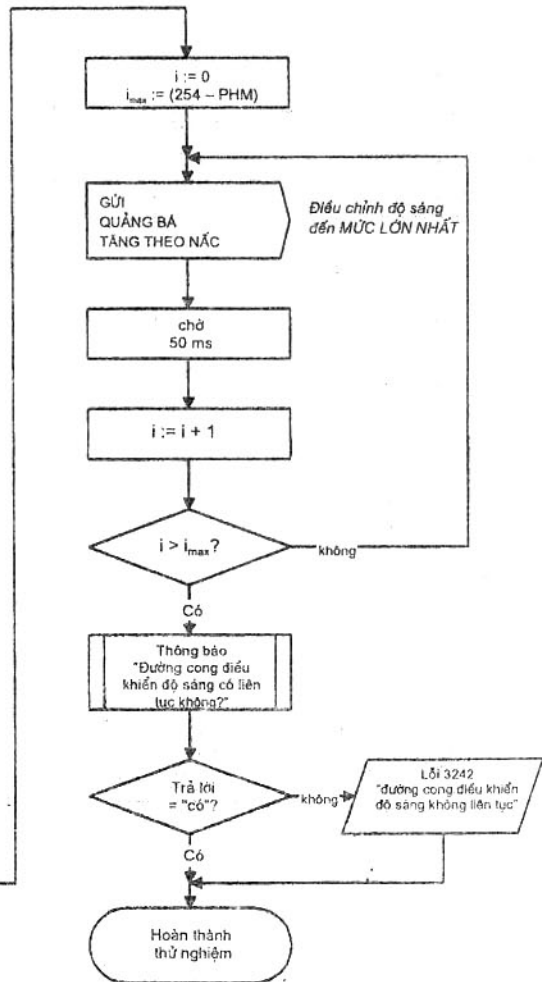 i := 0
imax := (254 – PHM)
GỬI
QUẢNG BÁ
TĂNG THEO NẤC
Điều chỉnh độ sáng
đến MỨC LỚN NHẤT
chờ
50 ms
i := i + 1
i > imax?
không
Có
Thông báo
"Đường cong điều
khiển độ sáng có liên
tục không?"
Trả lời
= "có"?
không
Lỗi 3242
"đường cong điều khiển
độ sáng không liên tục"
Có
Hoàn thành
thử nghiệm